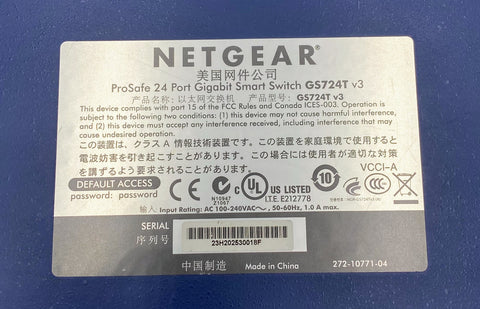 NETGEAR®
美国网件公司
ProSafe 24 Port Gigabit Smart Switch GS724T v3
产品名称: 以太网交换机 产品型号: GS724T v3
This device complies with part 15 of the FCC Rules and Canada ICES-003. Operation is
subject to the following two conditions: (1) this device may not cause harmful interference,
and (2) this device must accept any interference received, including interference
that may cause undesired operation.
この装置は、クラス A 情報技術装置です。この装置を家庭環境で使用すると
電波妨害を引き起こすことがあります。この場合には使用者が適切な対策
を講ずるよう要求されることがあります。 VCCI-A
DEFAULT ACCESS
password: password
N10947
Z1067
C UL US LISTED
I.T.E. E212778
10
输入 Input Rating: AC 100-240VAC～, 50-60Hz, 1.0 A max.
SERIAL
序列号
23H202530018F
中国制造 Made in China 272-10771-04